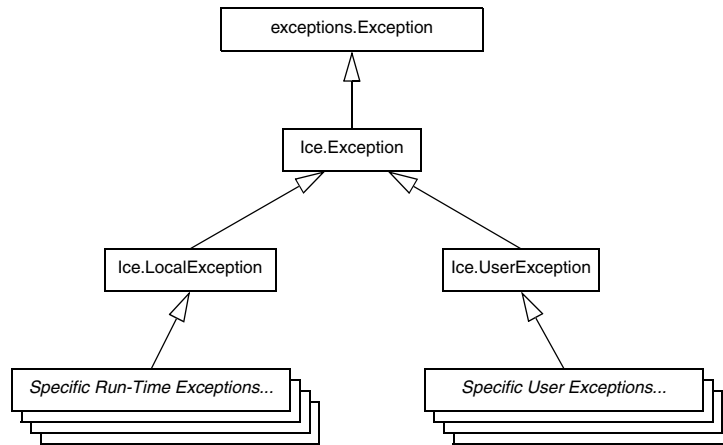 exceptions.Exception
Ice.Exception
Ice.LocalException
Ice.UserException
Specific Run-Time Exceptions...
Specific User Exceptions...